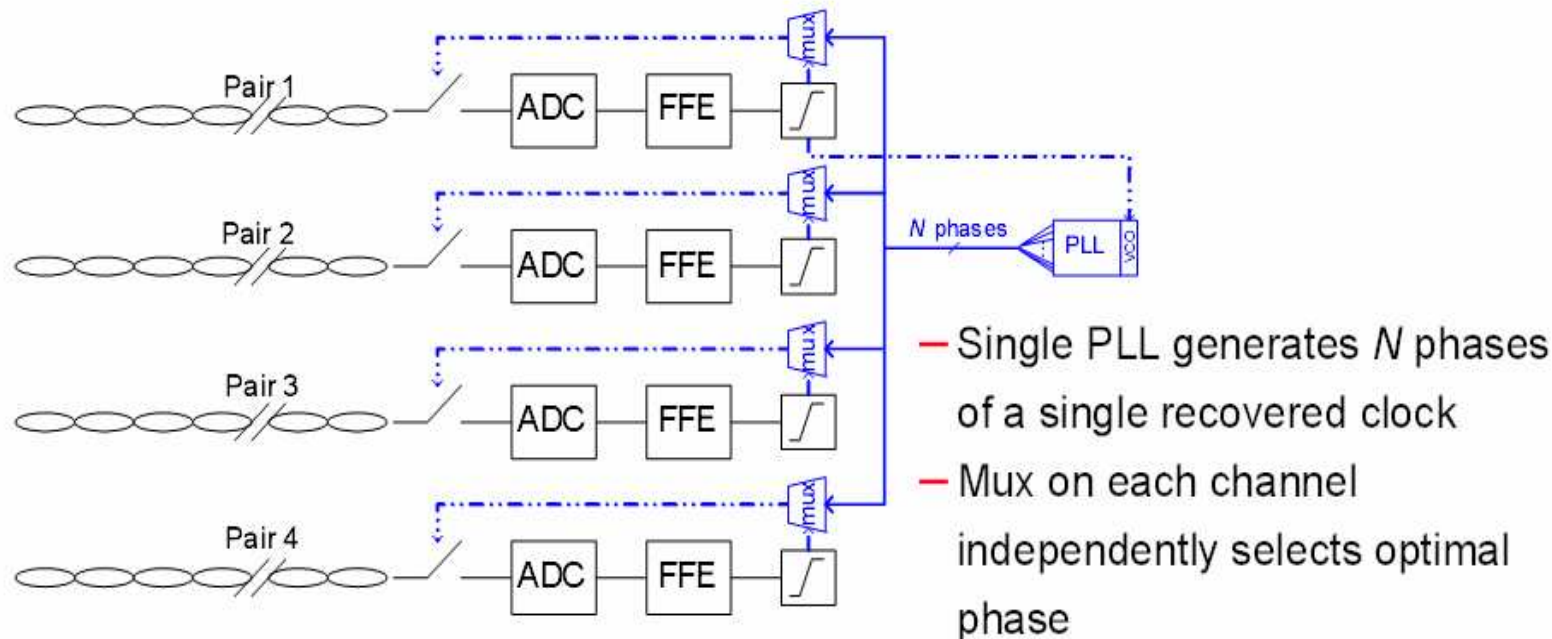 mux
Pair 1
ADC
FFE
mux
Pair 2
N phases
PLL
VCO
ADC
FFE
mux
Pair 3
ADC
FFE
mux
Pair 4
ADC
FFE
— Single PLL generates N phases
of a single recovered clock
— Mux on each channel
independently selects optimal
phase